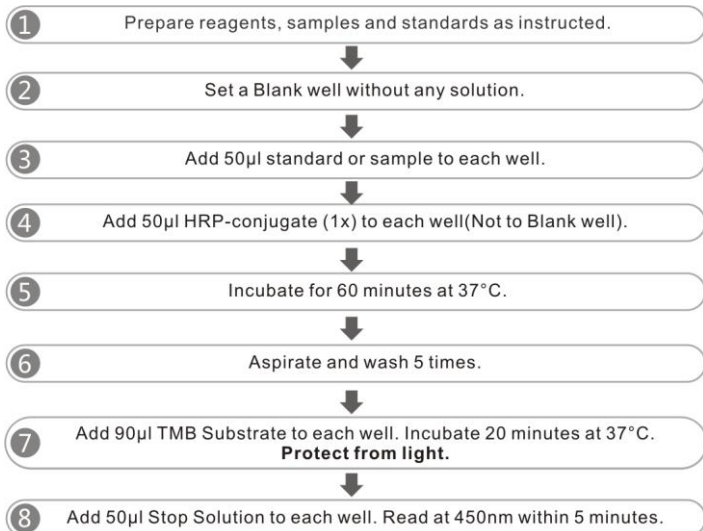 1 Prepare reagents, samples and standards as instructed.
2 Set a Blank well without any solution.
3 Add 50μl standard or sample to each well.
4 Add 50μl HRP-conjugate (1x) to each well(Not to Blank well).
5 Incubate for 60 minutes at 37°C.
6 Aspirate and wash 5 times.
7 Add 90μl TMB Substrate to each well. Incubate 20 minutes at 37°C.
Protect from light.
8 Add 50μl Stop Solution to each well. Read at 450nm within 5 minutes.